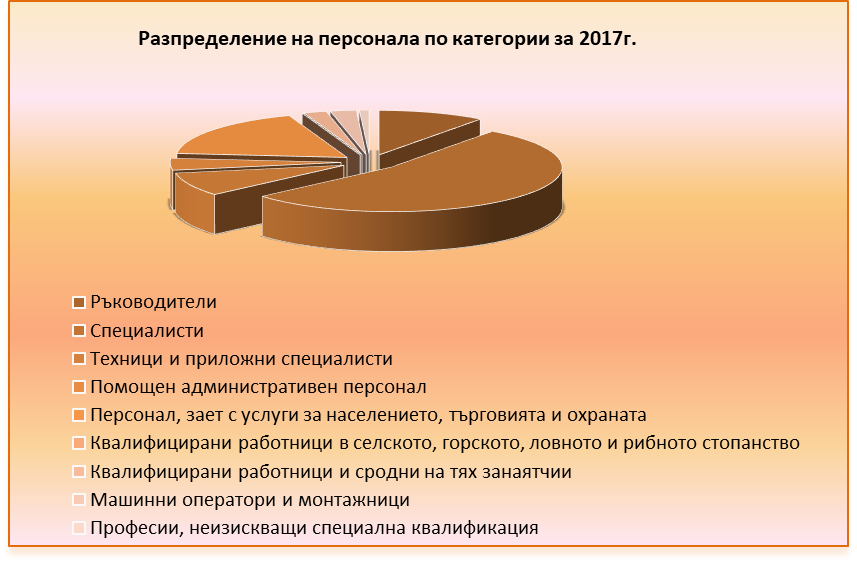 Разпределение на персонала по категории за 2017г.
Ръководители
Специалисти
Техници и приложни специалисти
Помощен административен персонал
Персонал, зает с услуги за населението, търговията и охраната
Квалифицирани работници в селското, горското, ловното и рибното стопанство
Квалифицирани работници и сродни на тях занаятчии
Машинни оператори и монтажници
Професии, неизискващи специална квалификация